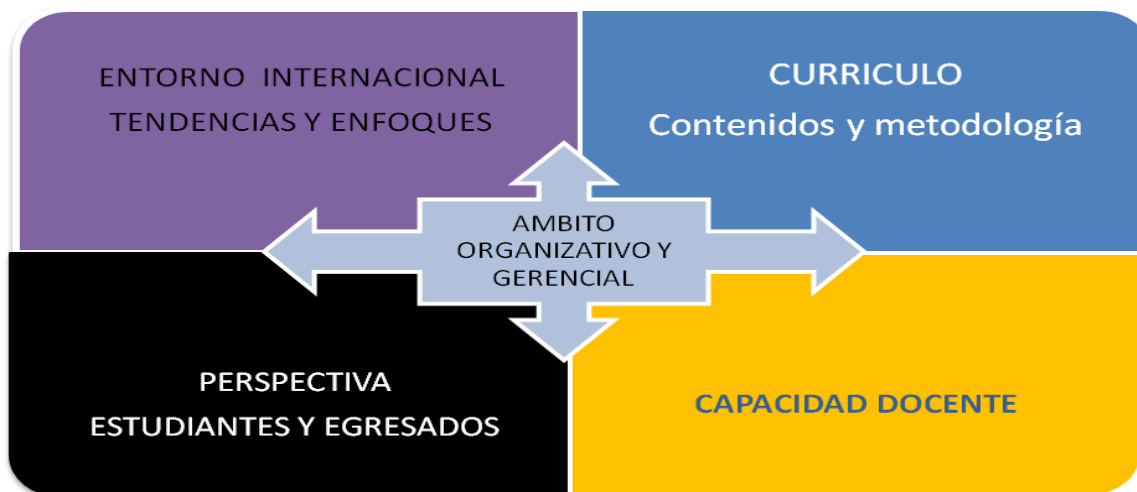 ENTORNO INTERNACIONAL
TENDENCIAS Y ENFOQUES
CURRICULO
Contenidos y metodología
AMBITO
ORGANIZATIVO Y
GERENCIAL
PERSPECTIVA
ESTUDIANTES Y EGRESADOS
CAPACIDAD DOCENTE